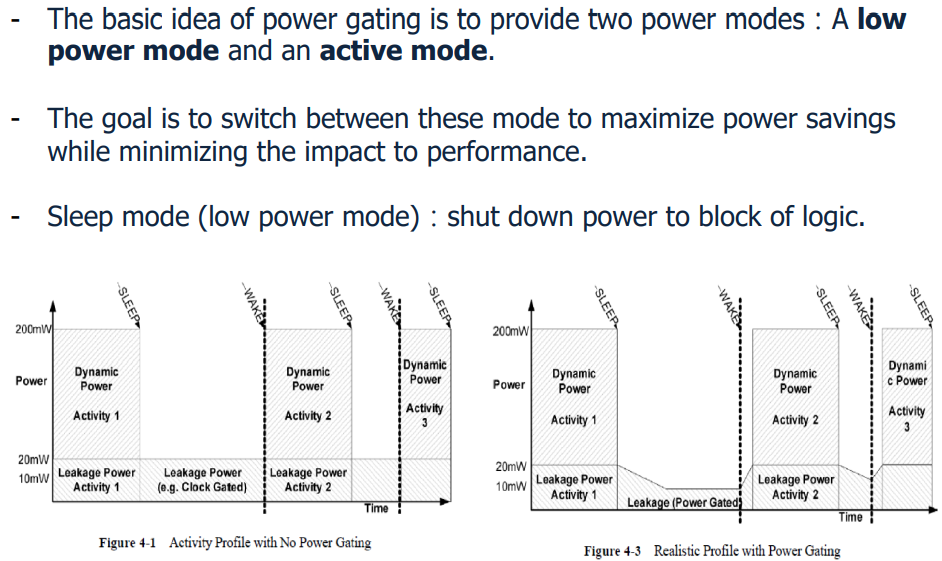 - The basic idea of power gating is to provide two power modes : A low
power mode and an active mode.
- The goal is to switch between these mode to maximize power savings
while minimizing the impact to performance.
- Sleep mode (low power mode) : shut down power to block of logic.
SLEEP
WAKE
SLEEP
WAKE
SLEEP
200mW
Power
20mW
10mW
Dynamic
Power
Activity 1
Dynamic
Power
Activity 2
Dynamic
Power
Activity
3
Leakage Power
Activity 1
Leakage Power
(e.g. Clock Gated)
Leakage Power
Activity 2
Time
Figure 4-1 Activity Profile with No Power Gating
SLEEP
WAKE
SLEEP
WAKE
SLEEP
200mW
Power
20mW
10mW
Dynamic
Power
Activity 1
Dynamic
Power
Activity 2
Dynami
c Power
Activity
3
Leakage Power
Activity 1
Leakage (Power Gated)
Leakage Power
Activity 2
Time
Figure 4-3 Realistic Profile with Power Gating